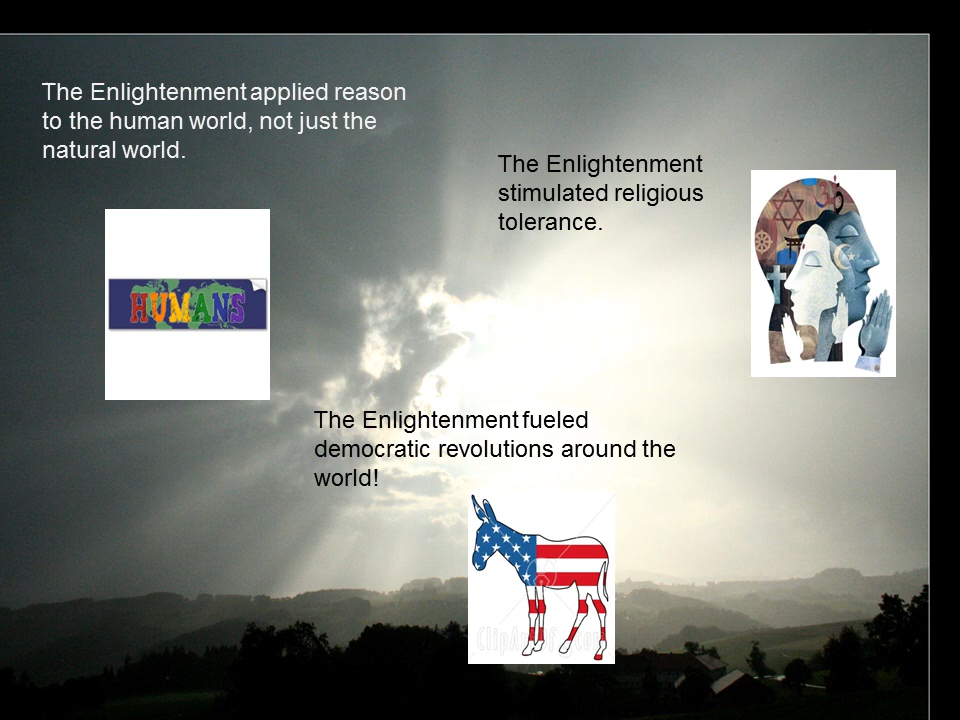 The Enlightenment applied reason
to the human world, not just the
natural world.
The Enlightenment
stimulated religious
tolerance.
HUMANS
The Enlightenment fueled
democratic revolutions around the
world!